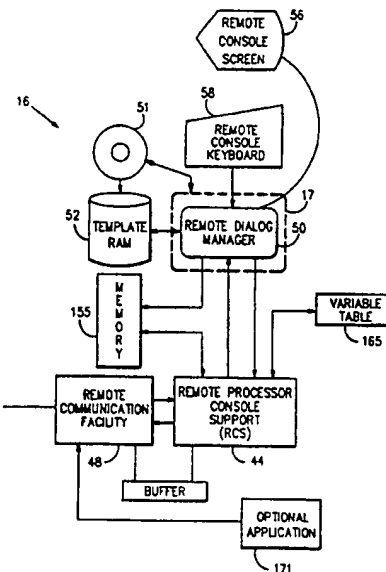 REMOTE
CONSOLE
SCREEN
56
16
51
58
REMOTE
CONSOLE
KEYBOARD
17
52
TEMPLATE
RAM
REMOTE DIALOG
MANAGER
50
155
MEMORY
VARIABLE
TABLE
165
REMOTE
COMMUNICATION
FACILITY
48
REMOTE PROCESSOR
CONSOLE
SUPPORT
(RCS)
44
BUFFER
OPTIONAL
APPLICATION
171